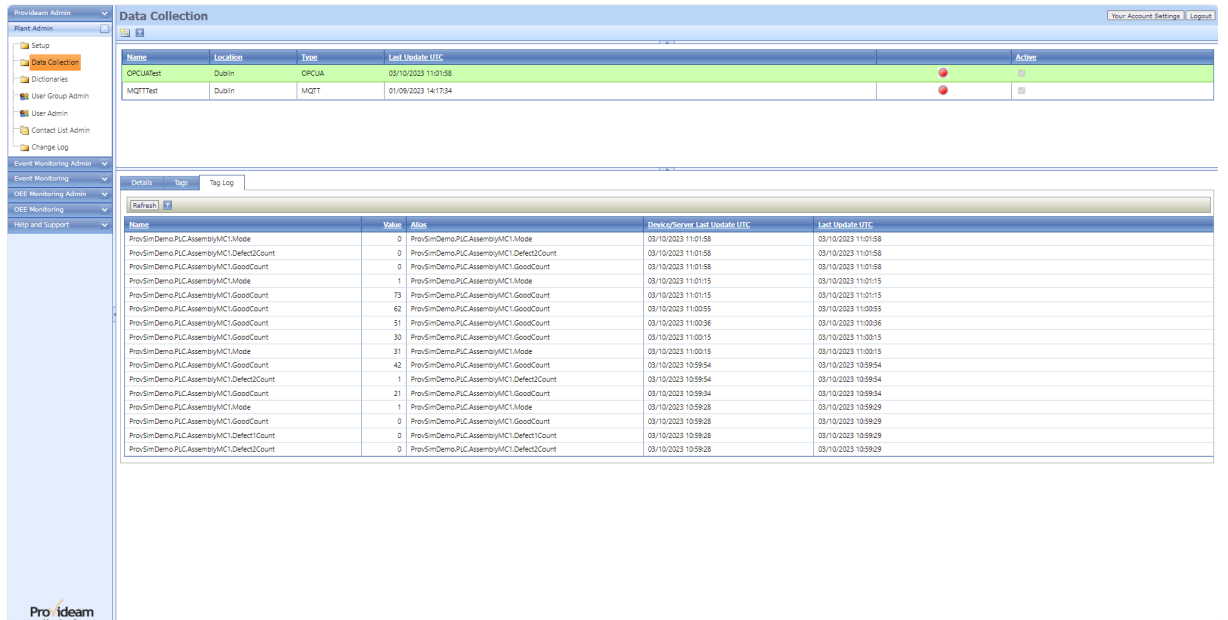 Provideam Admin
Data Collection
Your Account Settings Logout
Plant Admin
Setup
Data Collection
Dictionaries
User Group Admin
User Admin
Contact List Admin
Change Log
Event Monitoring Admin
Event Monitoring
OEE Monitoring Admin
OEE Monitoring
Help and Support
Name Location Type Last Update UTC Active
OPCUATest Dublin OPCUA 03/10/2023 11:01:58
MQTTTest Dublin MQTT 01/09/2023 14:17:34
Details Tags Tag Log
Refresh
Name Value Alias Device/Server Last Update UTC Last Update UTC
ProvSimDemo.PLC.AssemblyMC1.Mode 0 ProvSimDemo.PLC.AssemblyMC1.Mode 03/10/2023 11:01:58 03/10/2023 11:01:58
ProvSimDemo.PLC.AssemblyMC1.Defect2Count 0 ProvSimDemo.PLC.AssemblyMC1.Defect2Count 03/10/2023 11:01:58 03/10/2023 11:01:58
ProvSimDemo.PLC.AssemblyMC1.GoodCount 0 ProvSimDemo.PLC.AssemblyMC1.GoodCount 03/10/2023 11:01:58 03/10/2023 11:01:58
ProvSimDemo.PLC.AssemblyMC1.Mode 1 ProvSimDemo.PLC.AssemblyMC1.Mode 03/10/2023 11:01:15 03/10/2023 11:01:15
ProvSimDemo.PLC.AssemblyMC1.GoodCount 73 ProvSimDemo.PLC.AssemblyMC1.GoodCount 03/10/2023 11:01:15 03/10/2023 11:01:15
ProvSimDemo.PLC.AssemblyMC1.GoodCount 62 ProvSimDemo.PLC.AssemblyMC1.GoodCount 03/10/2023 11:00:55 03/10/2023 11:00:55
ProvSimDemo.PLC.AssemblyMC1.GoodCount 51 ProvSimDemo.PLC.AssemblyMC1.GoodCount 03/10/2023 11:00:36 03/10/2023 11:00:36
ProvSimDemo.PLC.AssemblyMC1.GoodCount 30 ProvSimDemo.PLC.AssemblyMC1.GoodCount 03/10/2023 11:00:15 03/10/2023 11:00:15
ProvSimDemo.PLC.AssemblyMC1.Mode 31 ProvSimDemo.PLC.AssemblyMC1.Mode 03/10/2023 11:00:15 03/10/2023 11:00:15
ProvSimDemo.PLC.AssemblyMC1.GoodCount 42 ProvSimDemo.PLC.AssemblyMC1.GoodCount 03/10/2023 10:59:54 03/10/2023 10:59:54
ProvSimDemo.PLC.AssemblyMC1.Defect2Count 1 ProvSimDemo.PLC.AssemblyMC1.Defect2Count 03/10/2023 10:59:54 03/10/2023 10:59:54
ProvSimDemo.PLC.AssemblyMC1.GoodCount 21 ProvSimDemo.PLC.AssemblyMC1.GoodCount 03/10/2023 10:59:34 03/10/2023 10:59:34
ProvSimDemo.PLC.AssemblyMC1.Mode 1 ProvSimDemo.PLC.AssemblyMC1.Mode 03/10/2023 10:59:28 03/10/2023 10:59:29
ProvSimDemo.PLC.AssemblyMC1.GoodCount 0 ProvSimDemo.PLC.AssemblyMC1.GoodCount 03/10/2023 10:59:28 03/10/2023 10:59:29
ProvSimDemo.PLC.AssemblyMC1.Defect1Count 0 ProvSimDemo.PLC.AssemblyMC1.Defect1Count 03/10/2023 10:59:28 03/10/2023 10:59:29
ProvSimDemo.PLC.AssemblyMC1.Defect2Count 0 ProvSimDemo.PLC.AssemblyMC1.Defect2Count 03/10/2023 10:59:28 03/10/2023 10:59:29
Provideam